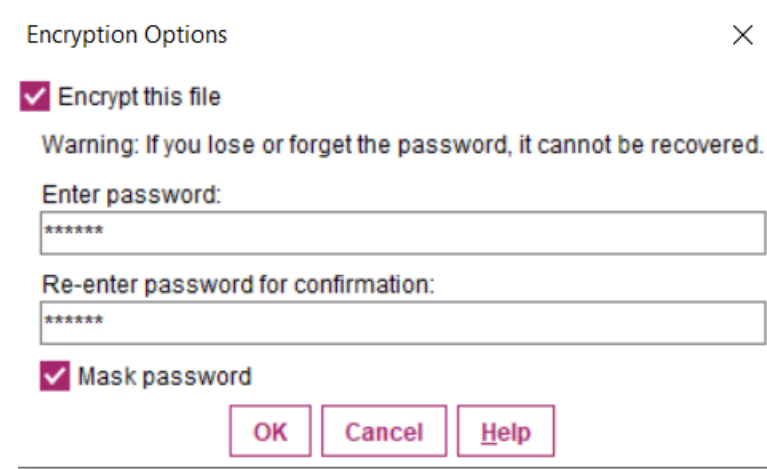 Encryption Options
Encrypt this file
Warning: If you lose or forget the password, it cannot be recovered.
Enter password:
******
Re-enter password for confirmation:
******
Mask password
OK Cancel Help